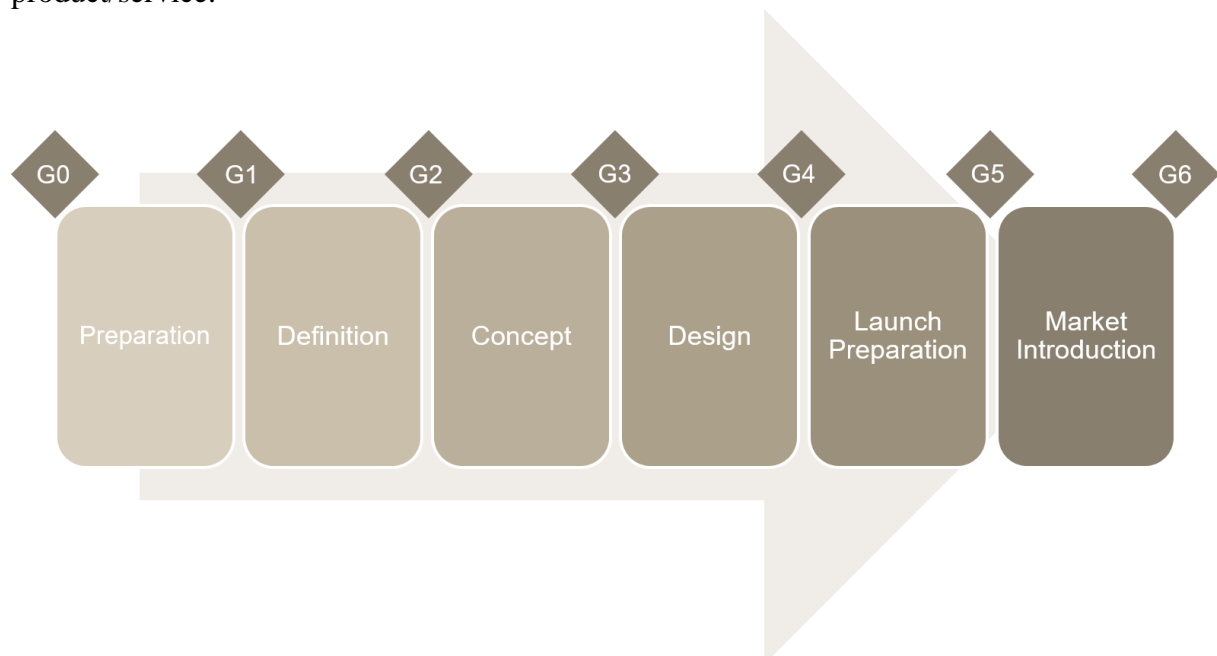 product/service.
G0 G1 G2 G3 G4 G5 G6
Preparation
Definition
Concept
Design
Launch
Preparation
Market
Introduction